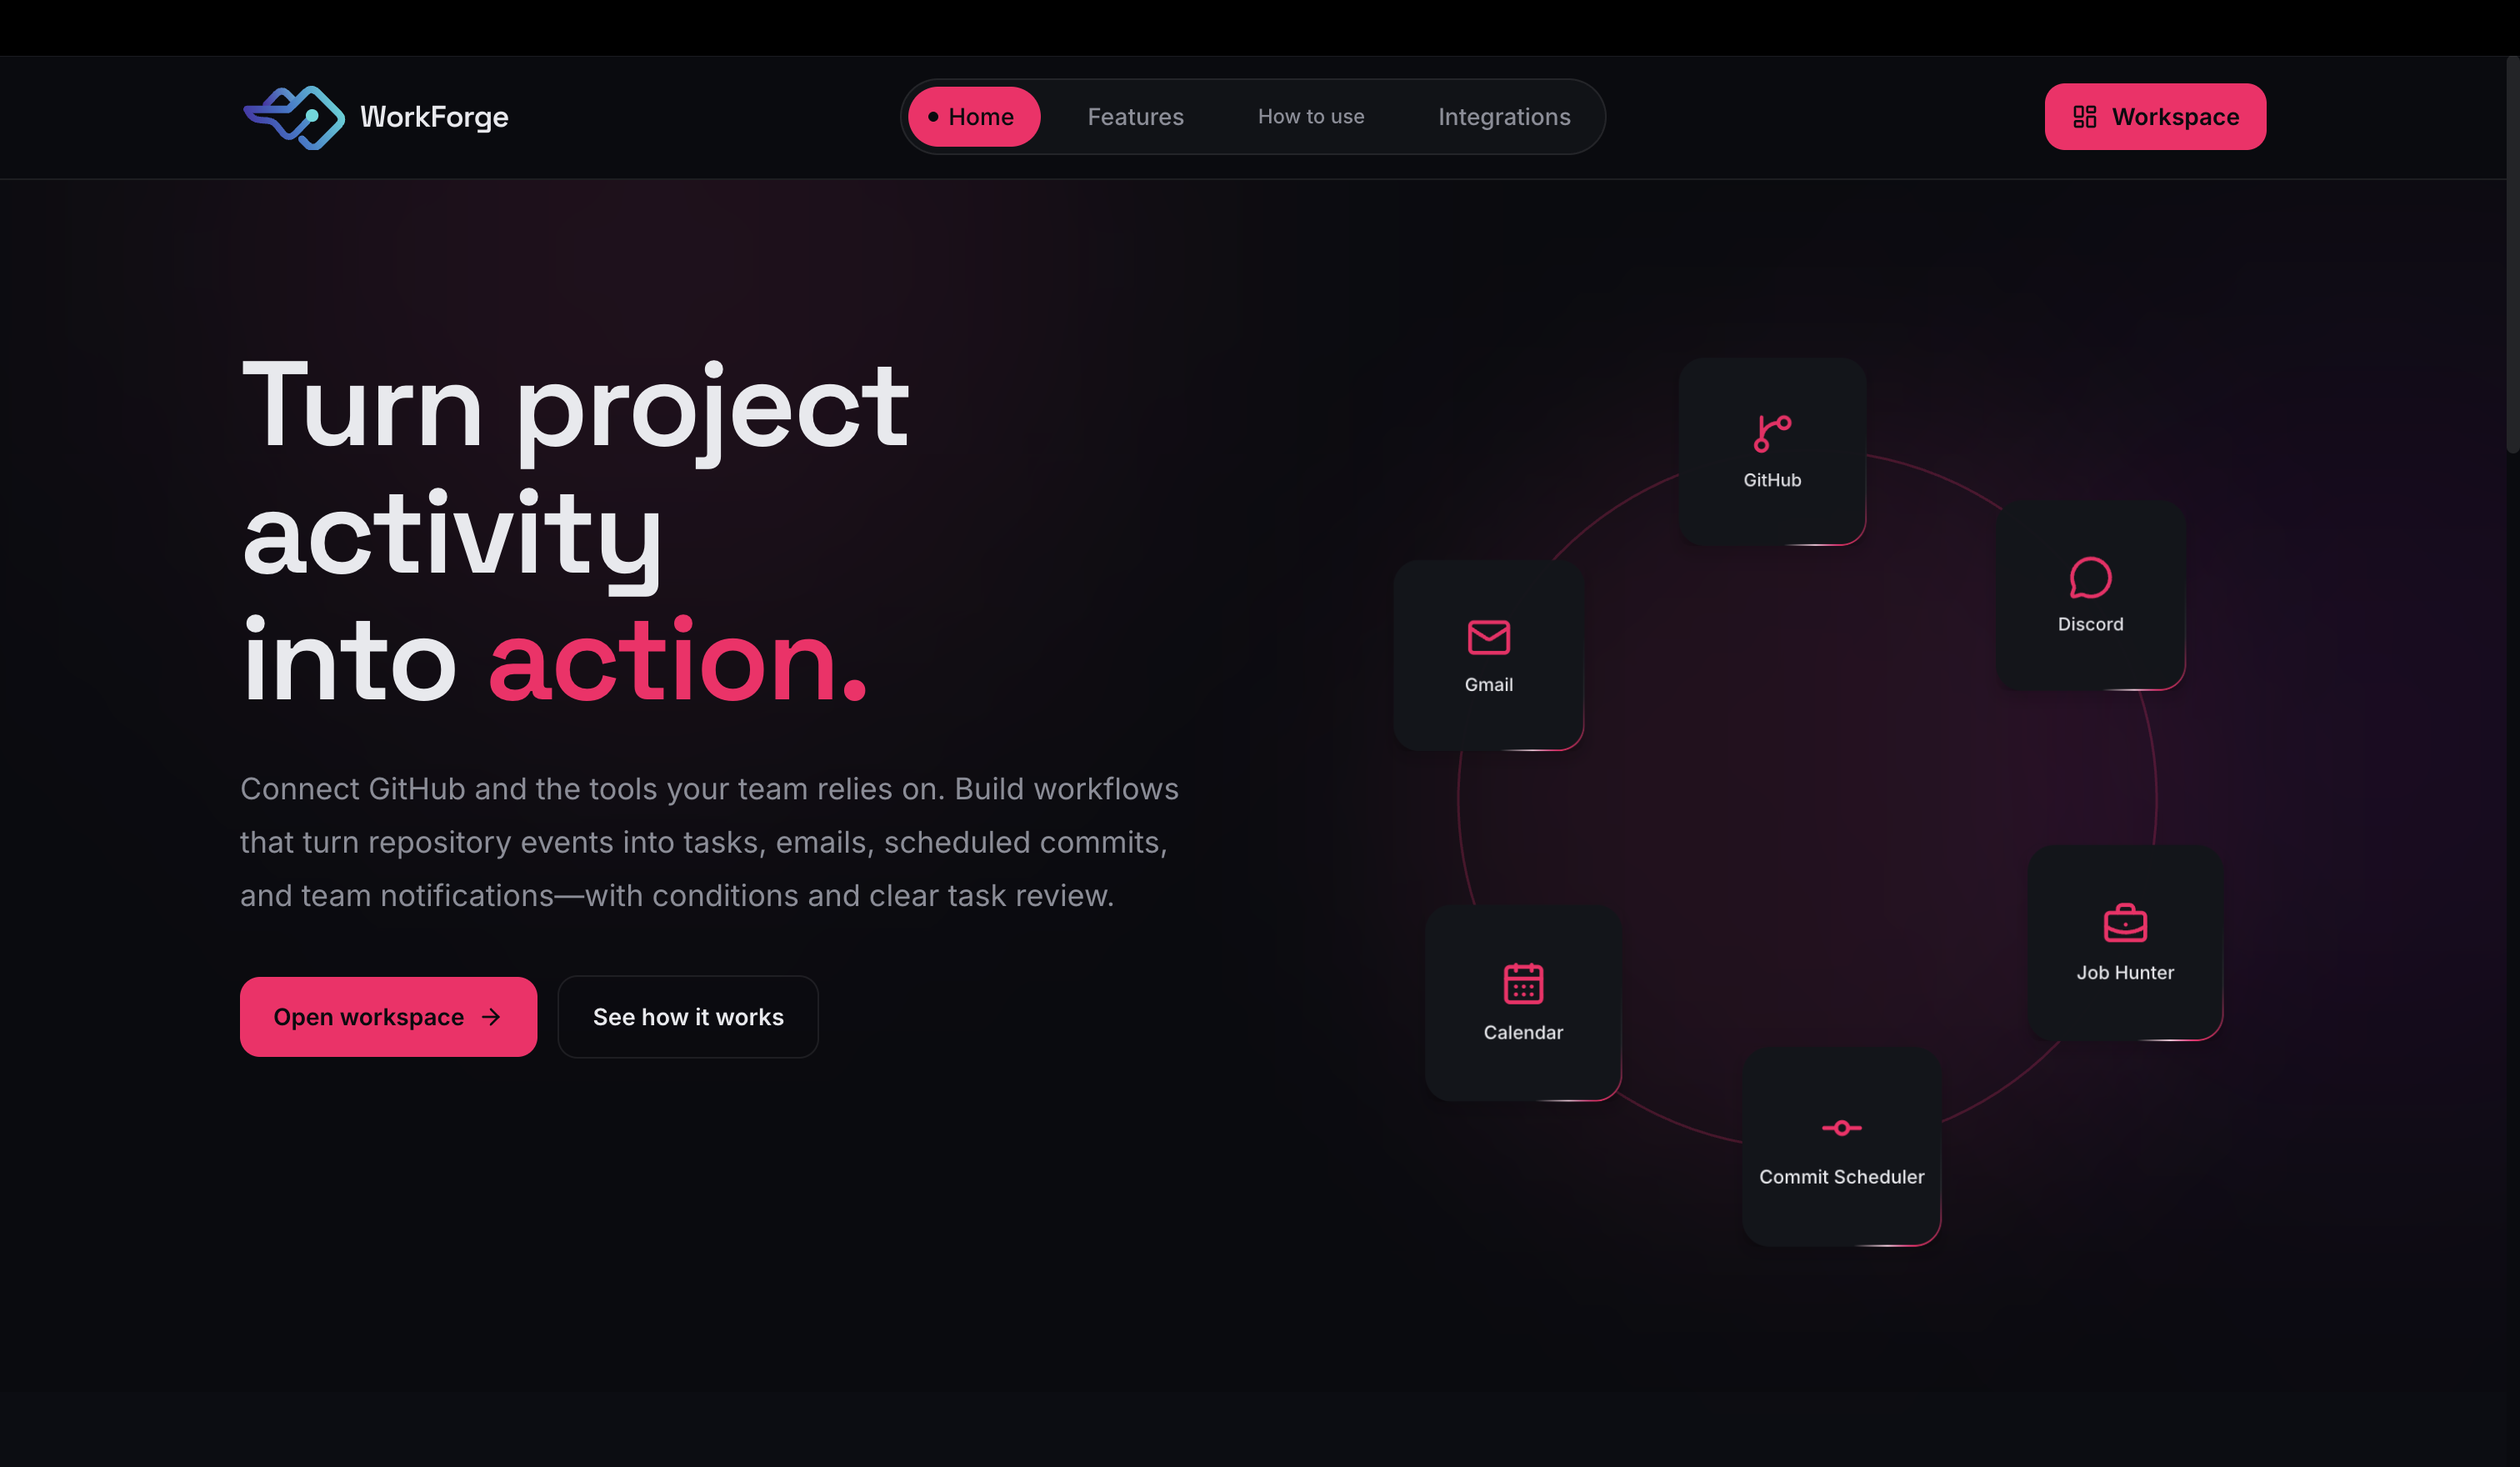 WorkForge
Home
Features
How to use
Integrations
Workspace
Turn project
activity
into action.
Connect GitHub and the tools your team relies on. Build workflows
that turn repository events into tasks, emails, scheduled commits,
and team notifications—with conditions and clear task review.
Open workspace
See how it works
GitHub
Discord
Gmail
Job Hunter
Calendar
Commit Scheduler